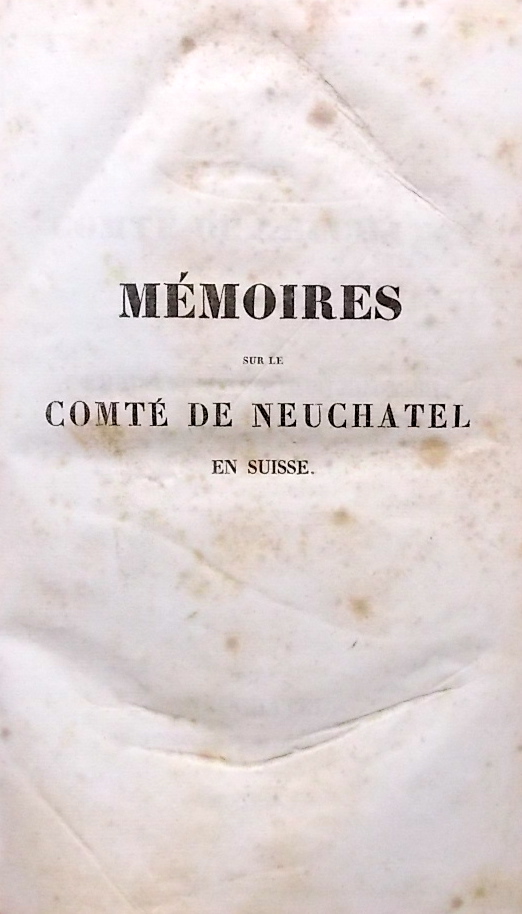 MÉMOIRES
SUR LE
COMTÉ DE NEUCHATEL
EN SUISSE.